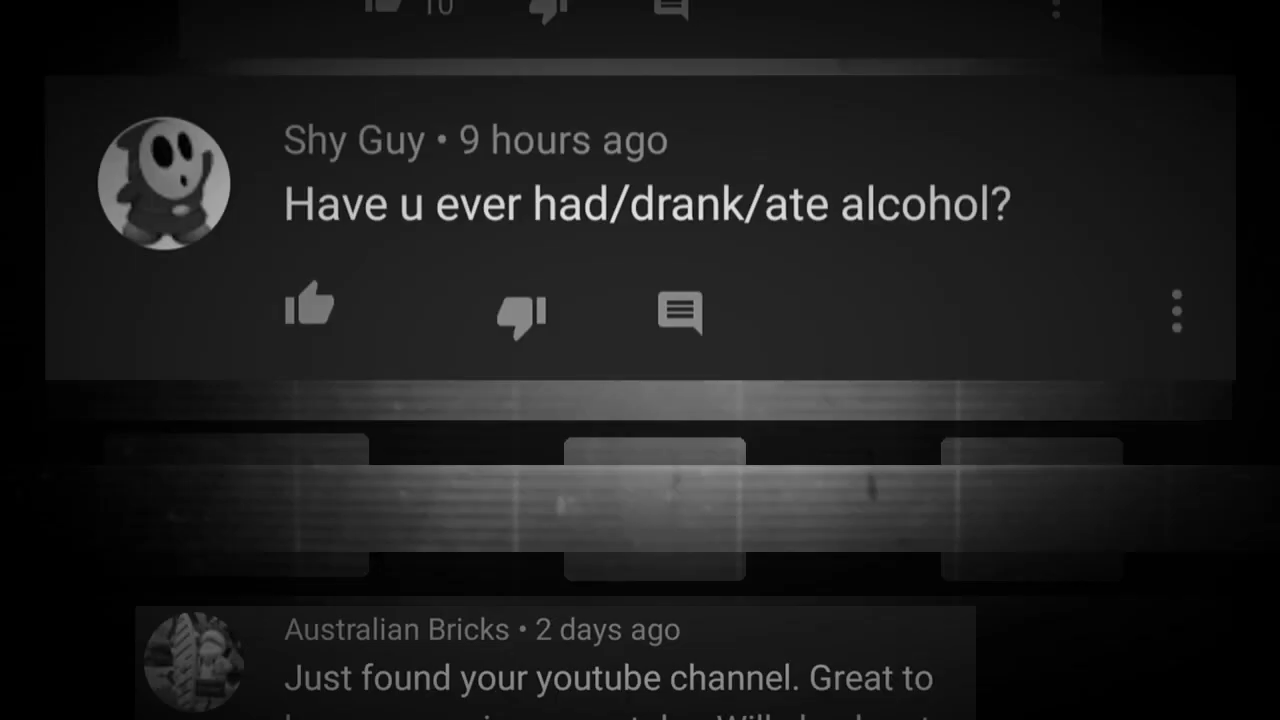 10
Shy Guy • 9 hours ago
Have u ever had/drank/ate alcohol?
Australian Bricks • 2 days ago
Just found your youtube channel. Great to